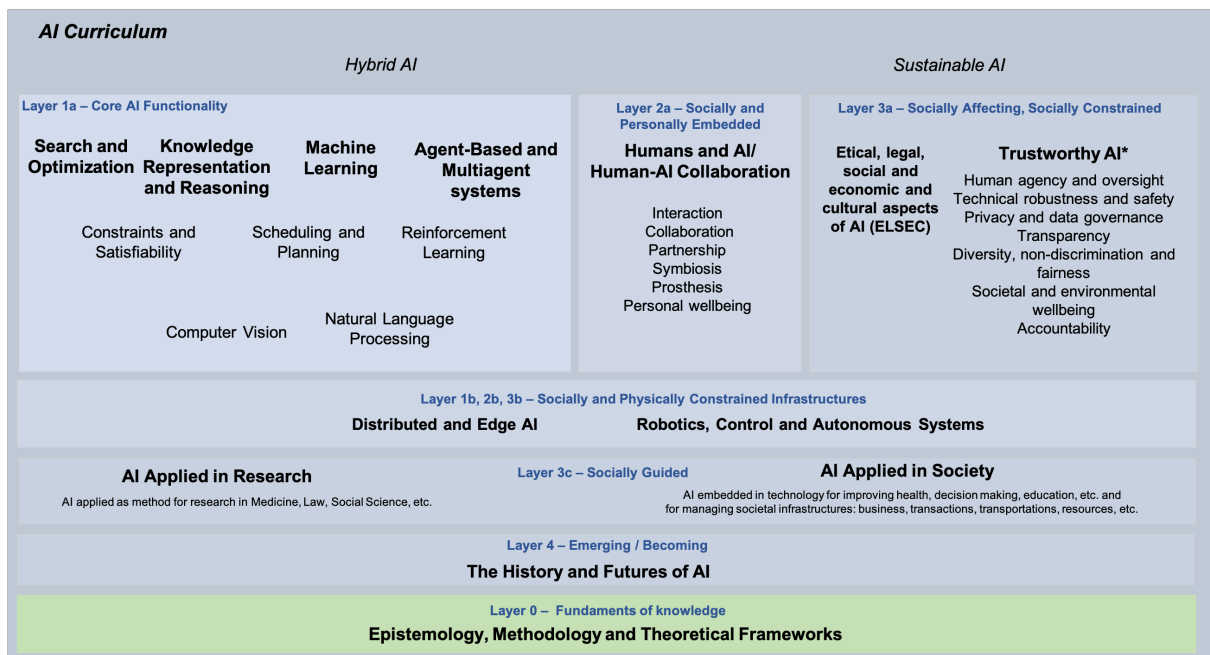 AI Curriculum
Hybrid AI
Sustainable AI
Layer 1a – Core AI Functionality
Search and
Optimization
Knowledge
Representation
and Reasoning
Machine
Learning
Agent-Based and
Multiagent
systems
Constraints and
Satisfiability
Scheduling and
Planning
Reinforcement
Learning
Computer Vision
Natural Language
Processing
Layer 2a – Socially and
Personally Embedded
Humans and AI/
Human-AI Collaboration
Interaction
Collaboration
Partnership
Symbiosis
Prosthesis
Personal wellbeing
Layer 3a – Socially Affecting, Socially Constrained
Etical, legal,
social and
economic and
cultural aspects
of AI (ELSEC)
Trustworthy AI*
Human agency and oversight
Technical robustness and safety
Privacy and data governance
Transparency
Diversity, non-discrimination and
fairness
Societal and environmental
wellbeing
Accountability
Layer 1b, 2b, 3b – Socially and Physically Constrained Infrastructures
Distributed and Edge AI
Robotics, Control and Autonomous Systems
AI Applied in Research
AI applied as method for research in Medicine, Law, Social Science, etc.
Layer 3c – Socially Guided
AI Applied in Society
AI embedded in technology for improving health, decision making, education, etc. and
for managing societal infrastructures: business, transactions, transportations, resources, etc.
Layer 4 – Emerging / Becoming
The History and Futures of AI
Layer 0 – Fundaments of knowledge
Epistemology, Methodology and Theoretical Frameworks